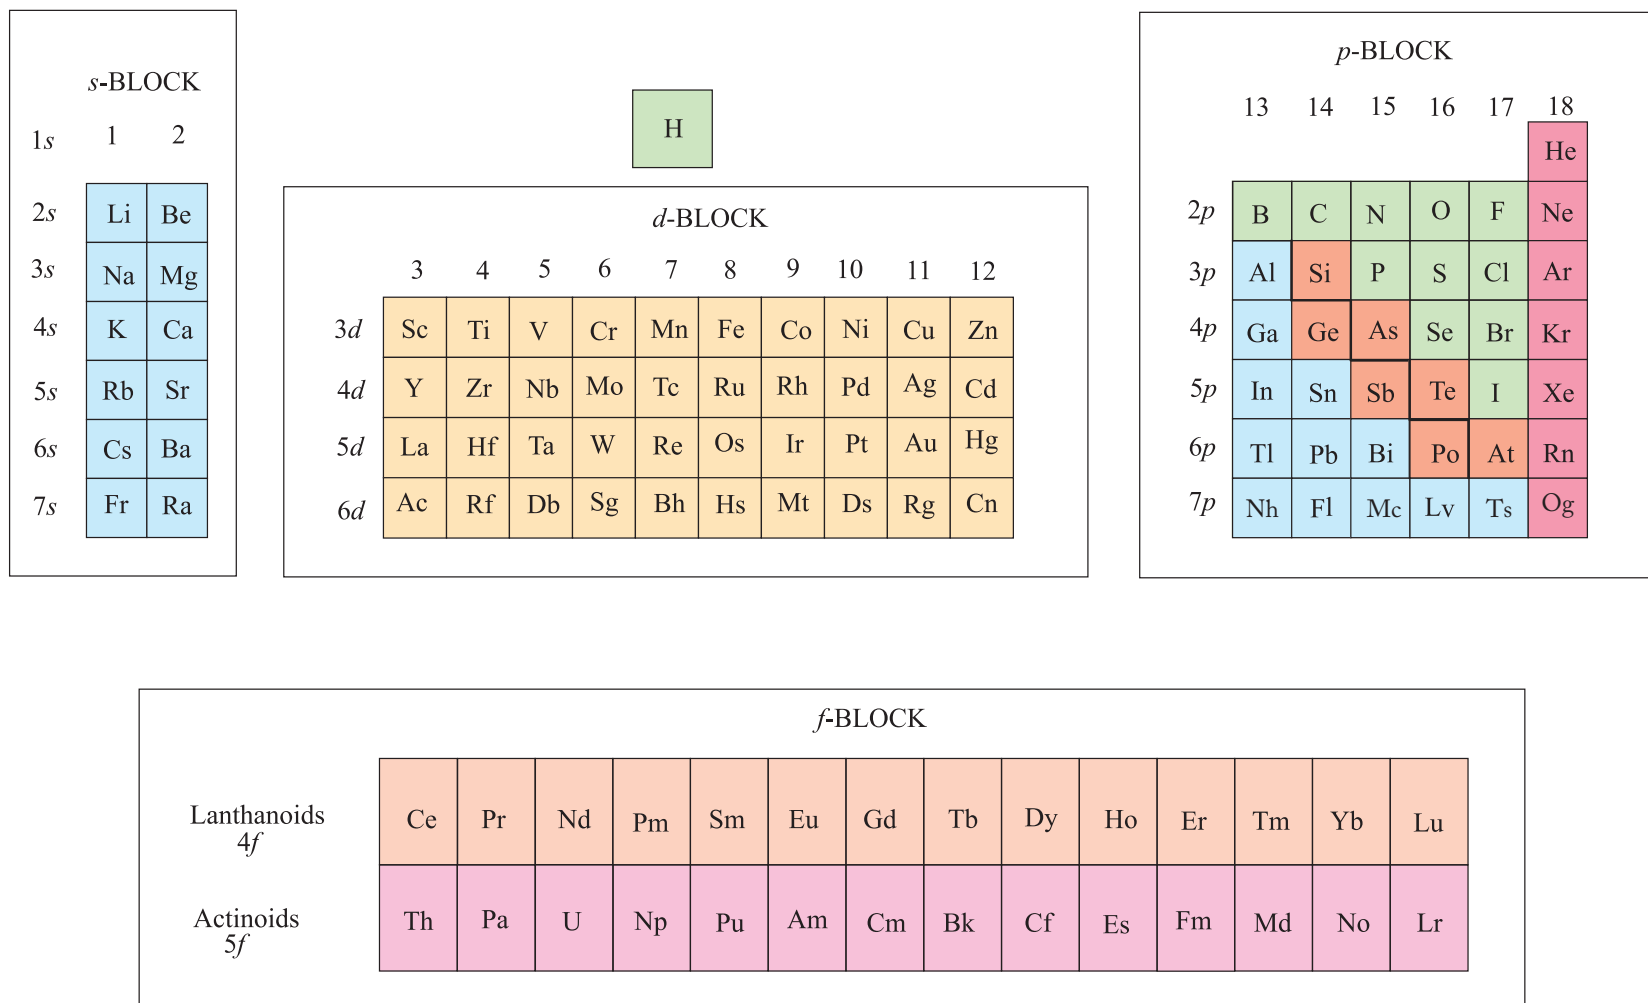 s-BLOCK
1s 1 2
2s Li Be
3s Na Mg
4s K Ca
5s Rb Sr
6s Cs Ba
7s Fr Ra
H
d-BLOCK
3 4 5 6 7 8 9 10 11 12
3d Sc Ti V Cr Mn Fe Co Ni Cu Zn
4d Y Zr Nb Mo Tc Ru Rh Pd Ag Cd
5d La Hf Ta W Re Os Ir Pt Au Hg
6d Ac Rf Db Sg Bh Hs Mt Ds Rg Cn
p-BLOCK
13 14 15 16 17 18
He
2p B C N O F Ne
3p Al Si P S Cl Ar
4p Ga Ge As Se Br Kr
5p In Sn Sb Te I Xe
6p Tl Pb Bi Po At Rn
7p Nh Fl Mc Lv Ts Og
f-BLOCK
Lanthanoids
4f
Ce Pr Nd Pm Sm Eu Gd Tb Dy Ho Er Tm Yb Lu
Actinoids
5f
Th Pa U Np Pu Am Cm Bk Cf Es Fm Md No Lr